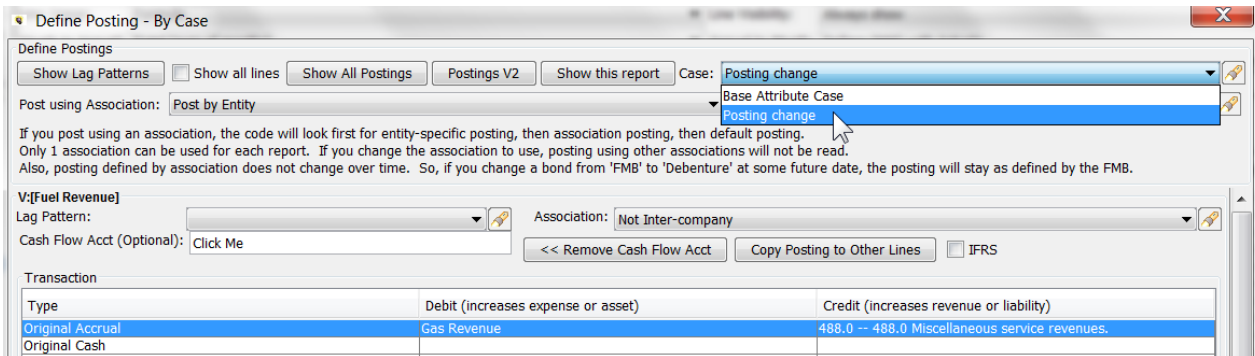 Define Posting - By Case
X
Define Postings
Show Lag Patterns Show all lines Show All Postings Postings V2 Show this report Case: Posting change
Base Attribute Case
Posting change
Post using Association: Post by Entity
If you post using an association, the code will look first for entity-specific posting, then association posting, then default posting.
Only 1 association can be used for each report. If you change the association to use, posting using other associations will not be read.
Also, posting defined by association does not change over time. So, if you change a bond from 'FMB' to 'Debenture' at some future date, the posting will stay as defined by the FMB.
V:[Fuel Revenue]
Lag Pattern: Association: Not Inter-company
Cash Flow Acct (Optional): Click Me << Remove Cash Flow Acct Copy Posting to Other Lines IFRS
Transaction
Type Debit (increases expense or asset) Credit (increases revenue or liability)
Original Accrual Gas Revenue 488.0 -- 488.0 Miscellaneous service revenues.
Original Cash